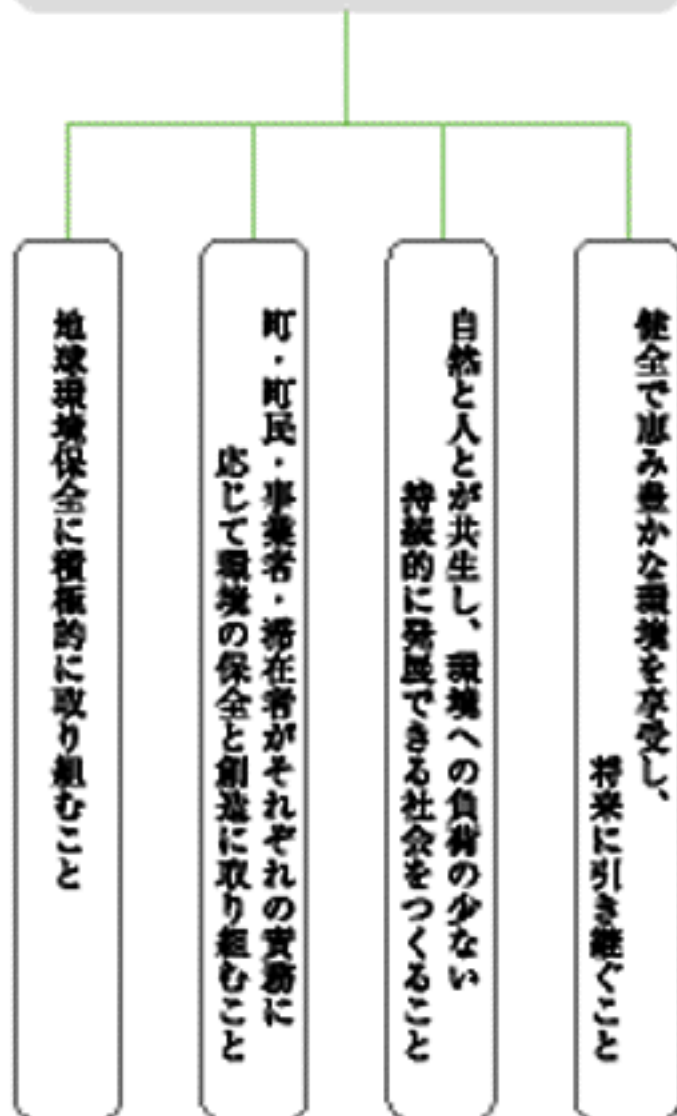 健全で恵み豊かな環境を享受し、
将来に引き継ぐこと
自然と人とが共生し、環境への負荷の少ない
持続的に発展できる社会をつくること
町・町民・事業者・滞在者がそれぞれの責務に
応じて環境の保全と創造に取り組むこと
地球環境保全に積極的に取り組むこと